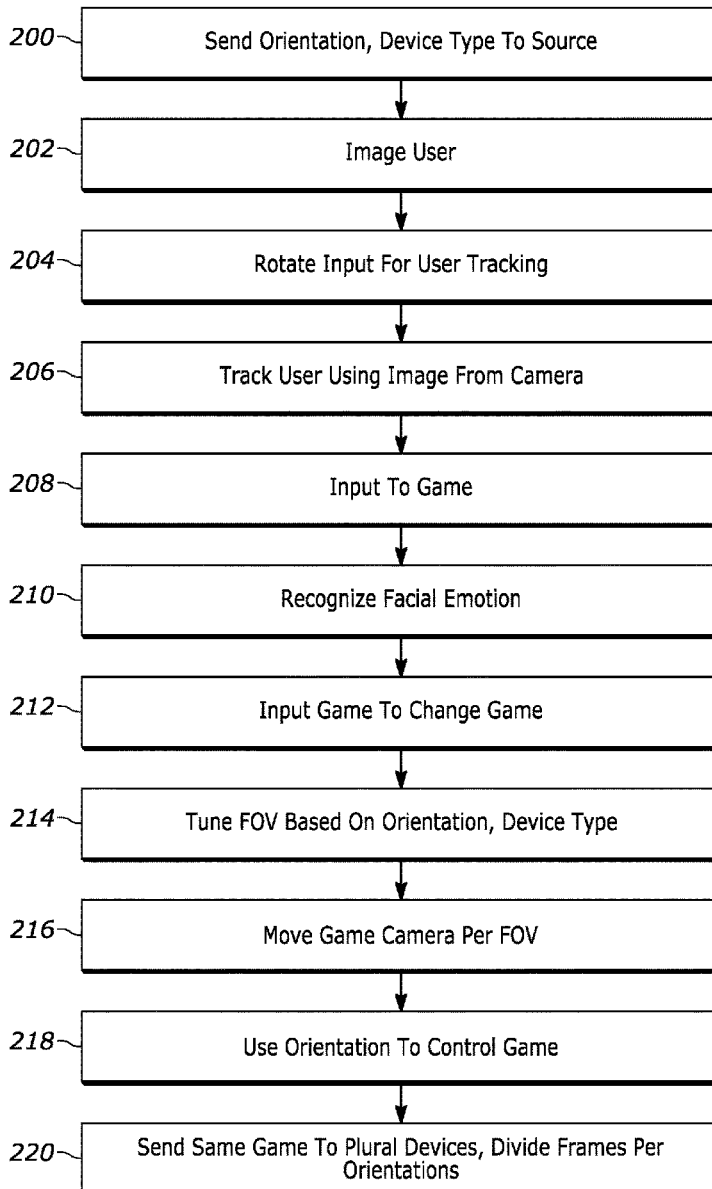 200 Send Orientation, Device Type To Source
202 Image User
204 Rotate Input For User Tracking
206 Track User Using Image From Camera
208 Input To Game
210 Recognize Facial Emotion
212 Input Game To Change Game
214 Tune FOV Based On Orientation, Device Type
216 Move Game Camera Per FOV
218 Use Orientation To Control Game
220 Send Same Game To Plural Devices, Divide Frames Per
Orientations